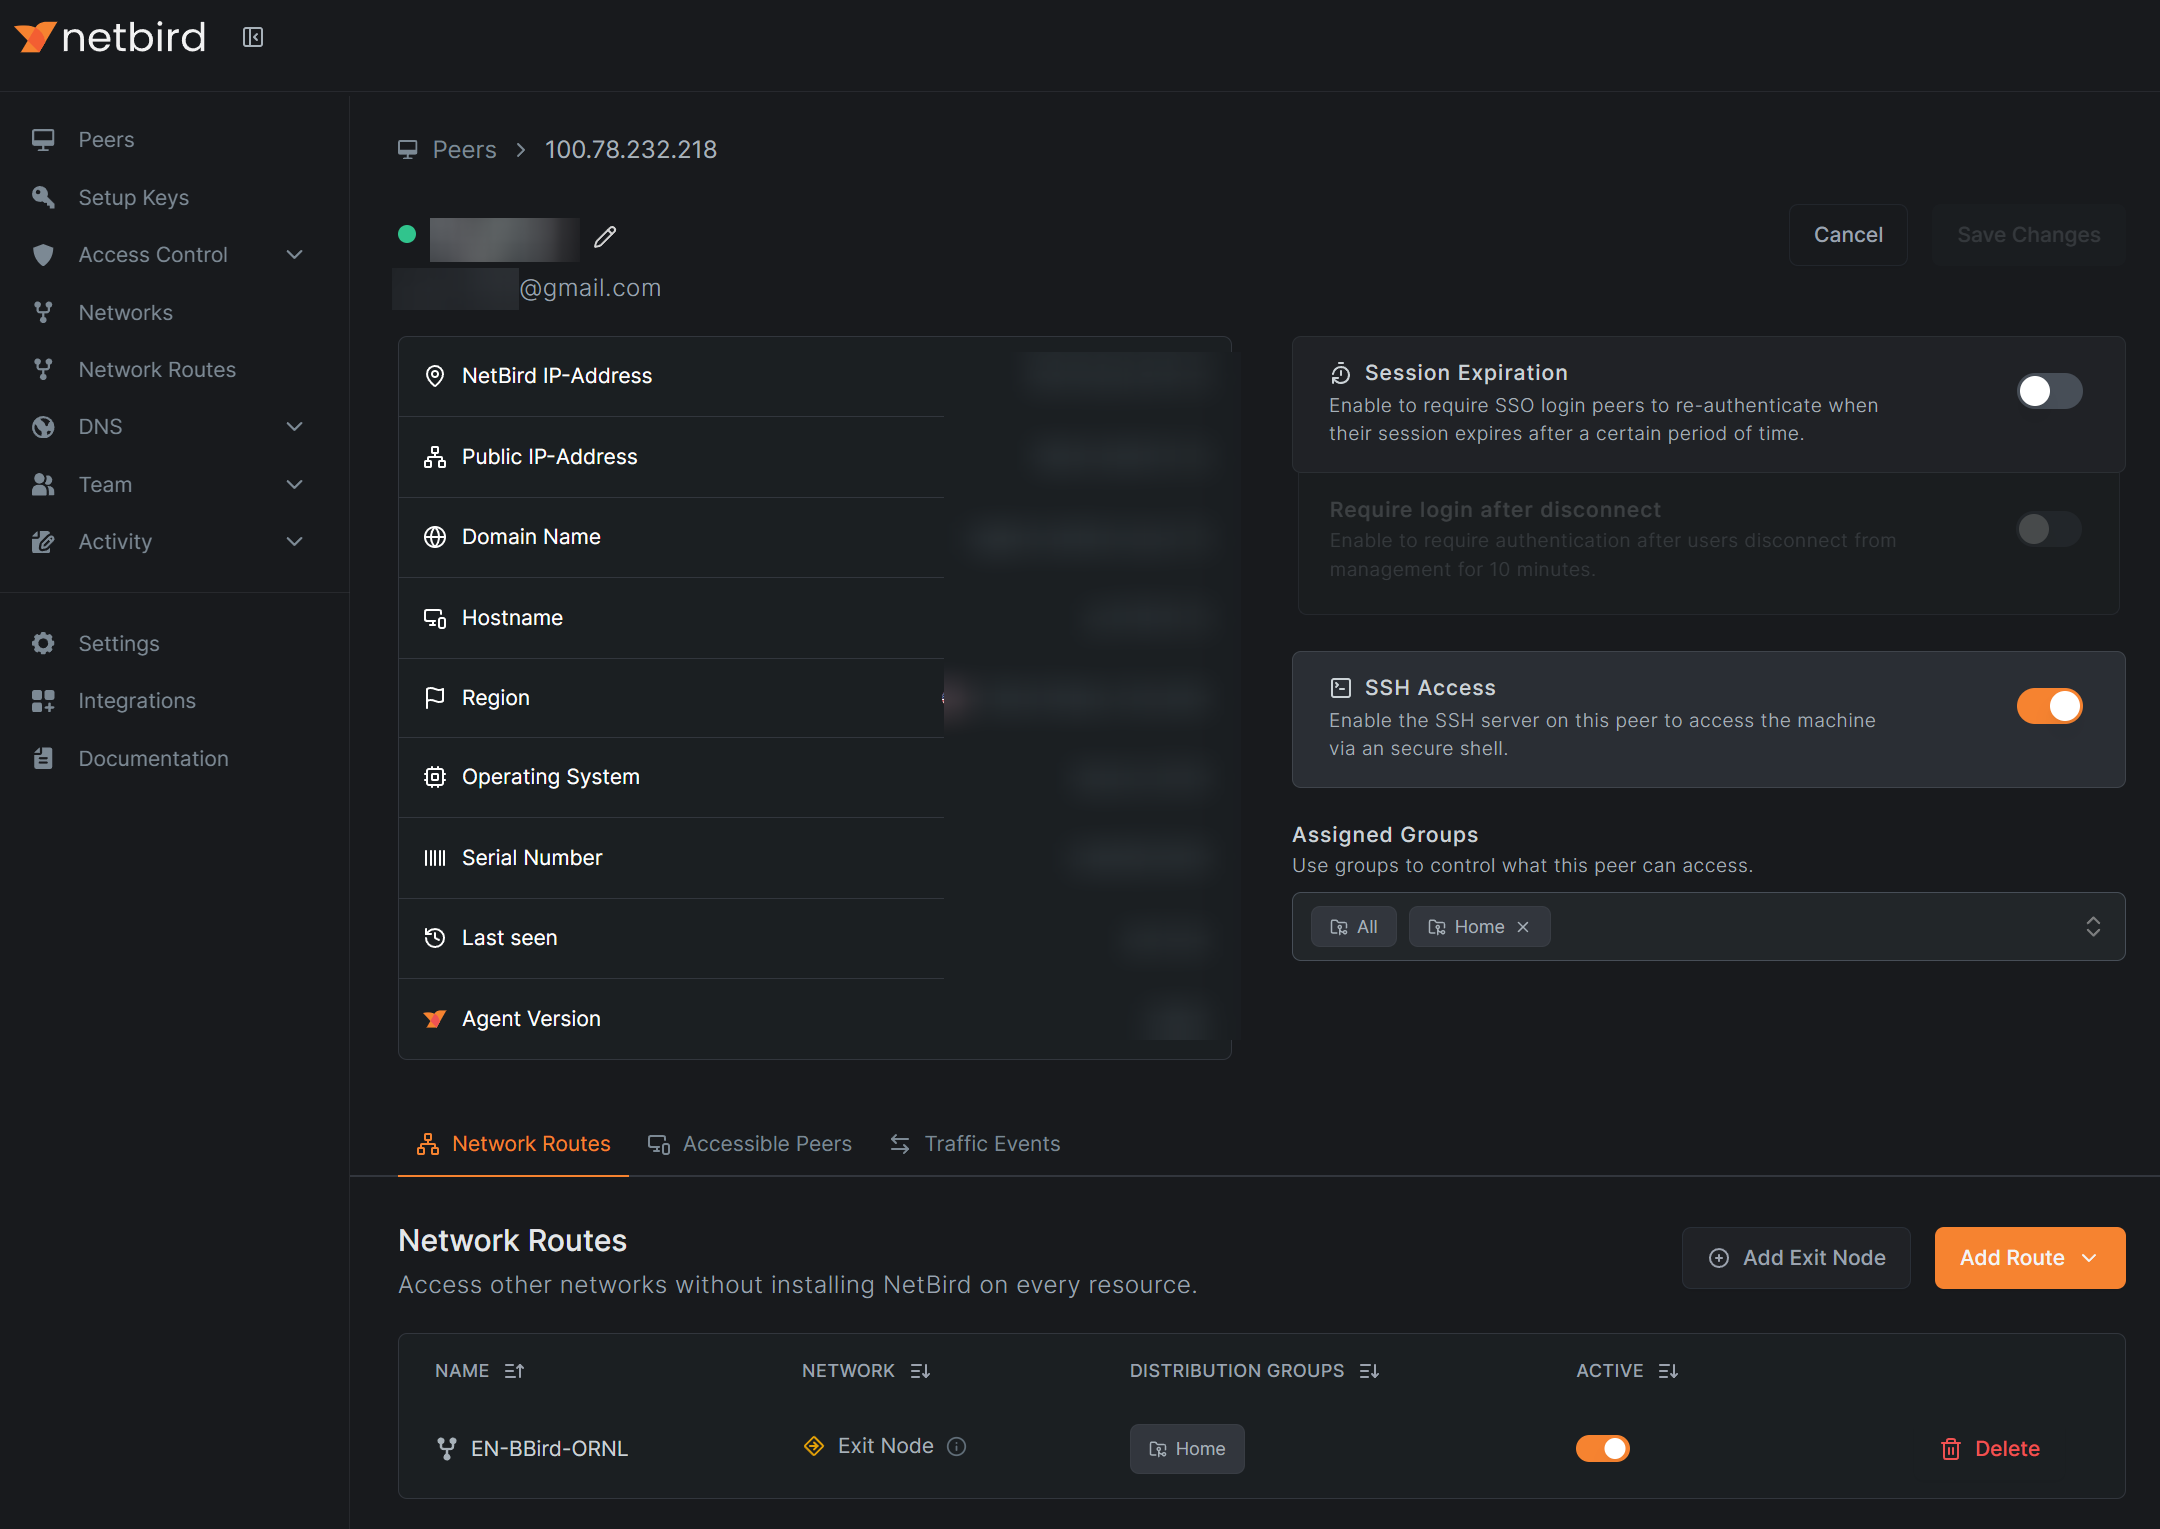 netbird
Peers
Setup Keys
Access Control
Networks
Network Routes
DNS
Team
Activity
Settings
Integrations
Documentation
Peers > 100.78.232.218
@gmail.com
Cancel
Save Changes
NetBird IP-Address
Public IP-Address
Domain Name
Hostname
Region
Operating System
Serial Number
Last seen
Agent Version
Session Expiration
Enable to require SSO login peers to re-authenticate when
their session expires after a certain period of time.
Require login after disconnect
Enable to require authentication after users disconnect from
management for 10 minutes.
SSH Access
Enable the SSH server on this peer to access the machine
via an secure shell.
Assigned Groups
Use groups to control what this peer can access.
All Home
Network Routes Accessible Peers Traffic Events
Network Routes
Access other networks without installing NetBird on every resource.
Add Exit Node
Add Route
NAME NETWORK DISTRIBUTION GROUPS ACTIVE
EN-BBird-ORNL Exit Node Home Delete